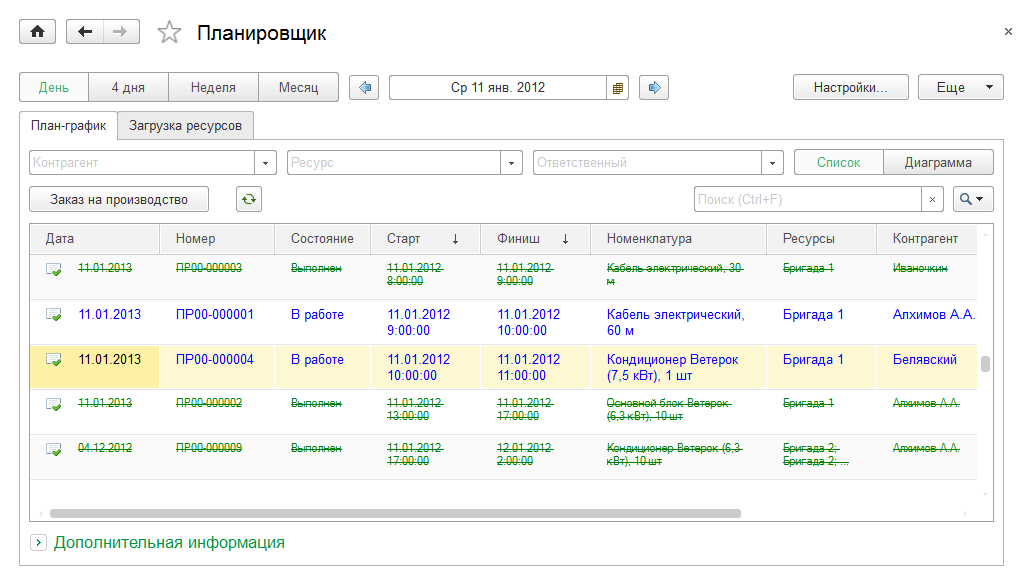 Планировщик
День 4 дня Неделя Месяц Ср 11 янв. 2012 Настройки... Еще
План-график Загрузка ресурсов
Контрагент Ресурс Ответственный Список Диаграмма
Заказ на производство Поиск (Ctrl+F)
Дата Номер Состояние Старт Финиш Номенклатура Ресурсы Контрагент
11.01.2013 ПР00-000003 Выполнен 11.01.2012 11.01.2012 Кабель электрический, 30 Бригада 1 Иваночкин
8:00:00 9:00:00 м
11.01.2013 ПР00-000001 В работе 11.01.2012 11.01.2012 Кабель электрический, Бригада 1 Алхимов А.А.
9:00:00 10:00:00 60 м
11.01.2013 ПР00-000004 В работе 11.01.2012 11.01.2012 Кондиционер Ветерок Бригада 1 Белявский
10:00:00 11:00:00 (7,5 кВт), 1 шт
11.01.2013 ПР00-000002 Выполнен 11.01.2012 11.01.2012 Основной блок Ветерок Бригада 1 Алхимов А.А.
13:00:00 17:00:00 (6,3 кВт), 10 шт
04.12.2012 ПР00-000009 Выполнен 11.01.2012 12.01.2012 Кондиционер Ветерок (6,3 Бригада 2; Алхимов А.А.
17:00:00 2:00:00 кВт), 10 шт Бригада 2; ...
Дополнительная информация